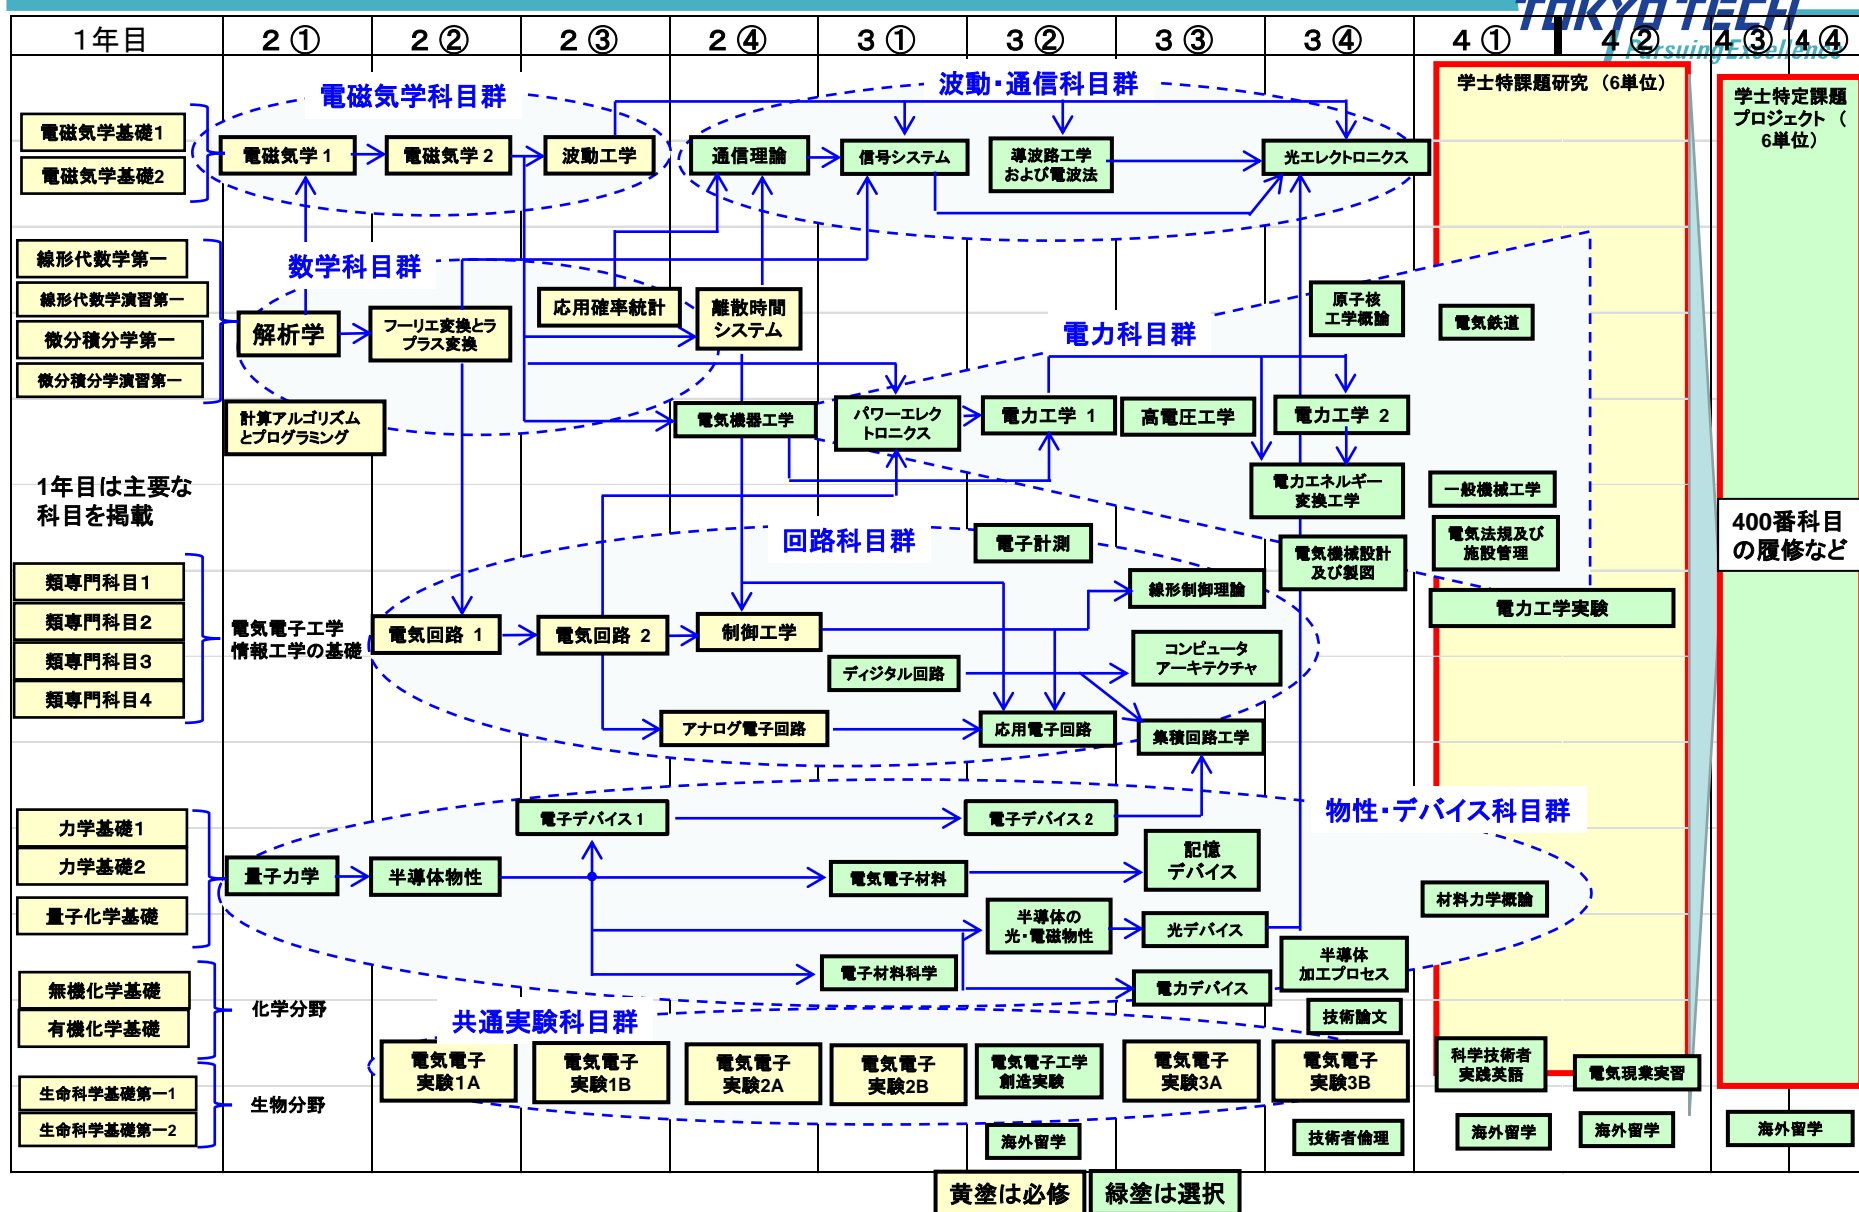 TOKYO TECH
Pursuing Excellence
1年目
2 ①
2 ②
2 ③
2 ④
3 ①
3 ②
3 ③
3 ④
4 ①
4 ②
4 ③
4 ④
電磁気学科目群
波動・通信科目群
学士特課題研究（6単位）
学士特定課題
プロジェクト（
6単位）
電磁気学基礎1
電磁気学基礎2
電磁気学 1
電磁気学 2
波動工学
通信理論
信号システム
導波路工学
および電波法
光エレクトロニクス
線形代数学第一
線形代数学演習第一
微分積分学第一
微分積分学演習第一
数学科目群
解析学
フーリエ変換とラ
プラス変換
応用確率統計
離散時間
システム
計算アルゴリズム
とプログラミング
電力科目群
原子核
工学概論
電気鉄道
電気機器工学
パワーエレク
トロニクス
電力工学 1
高電圧工学
電力工学 2
電力エネルギー
変換工学
一般機械工学
電気法規及び
施設管理
電気機械設計
及び製図
電力工学実験
1年目は主要な
科目を掲載
400番科目
の履修など
回路科目群
電子計測
線形制御理論
類専門科目1
類専門科目2
類専門科目3
類専門科目4
電気電子工学
情報工学の基礎
電気回路 1
電気回路 2
制御工学
コンピュータ
アーキテクチャ
ディジタル回路
アナログ電子回路
応用電子回路
集積回路工学
物性・デバイス科目群
力学基礎1
力学基礎2
量子化学基礎
電子デバイス 1
電子デバイス 2
量子力学
半導体物性
電気電子材料
記憶
デバイス
材料力学概論
半導体の
光・電磁物性
光デバイス
電子材料科学
電力デバイス
半導体
加工プロセス
無機化学基礎
有機化学基礎
化学分野
共通実験科目群
技術論文
電気電子
実験1A
電気電子
実験1B
電気電子
実験2A
電気電子
実験2B
電気電子工学
創造実験
電気電子
実験3A
電気電子
実験3B
科学技術者
実践英語
電気現業実習
生命科学基礎第一1
生命科学基礎第一2
生物分野
海外留学
技術者倫理
海外留学
海外留学
海外留学
黄塗は必修
緑塗は選択